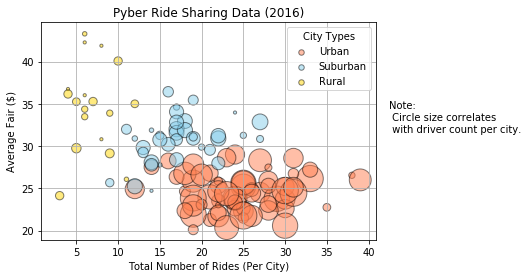 Pyber Ride Sharing Data (2016)
City Types
Urban
Suburban
Rural
Average Fair ($)
40
35
30
25
20
5 10 15 20 25 30 35 40
Total Number of Rides (Per City)
Note:
Circle size correlates
with driver count per city.